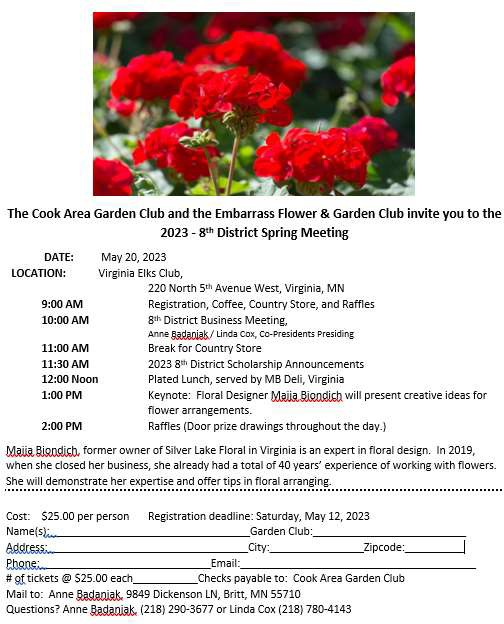 The Cook Area Garden Club and the Embarrass Flower & Garden Club invite you to the
2023 - 8th District Spring Meeting
DATE: May 20, 2023
LOCATION: Virginia Elks Club,
220 North 5th Avenue West, Virginia, MN
9:00 AM Registration, Coffee, Country Store, and Raffles
10:00 AM 8th District Business Meeting,
Anne Badanjak / Linda Cox, Co-Presidents Presiding
11:00 AM Break for Country Store
11:30 AM 2023 8th District Scholarship Announcements
12:00 Noon Plated Lunch, served by MB Deli, Virginia
1:00 PM Keynote: Floral Designer Maija Biondich will present creative ideas for
flower arrangements.
2:00 PM Raffles (Door prize drawings throughout the day.)
Maija Biondich, former owner of Silver Lake Floral in Virginia is an expert in floral design. In 2019,
when she closed her business, she already had a total of 40 years' experience of working with flowers.
She will demonstrate her expertise and offer tips in floral arranging.
Cost: $25.00 per person Registration deadline: Saturday, May 12, 2023
Name(s): Garden Club:
Address: City: Zipcode:
Phone: Email:
# of tickets @ $25.00 each Checks payable to: Cook Area Garden Club
Mail to: Anne Badanjak, 9849 Dickenson LN, Britt, MN 55710
Questions? Anne Badanjak, (218) 290-3677 or Linda Cox (218) 780-4143